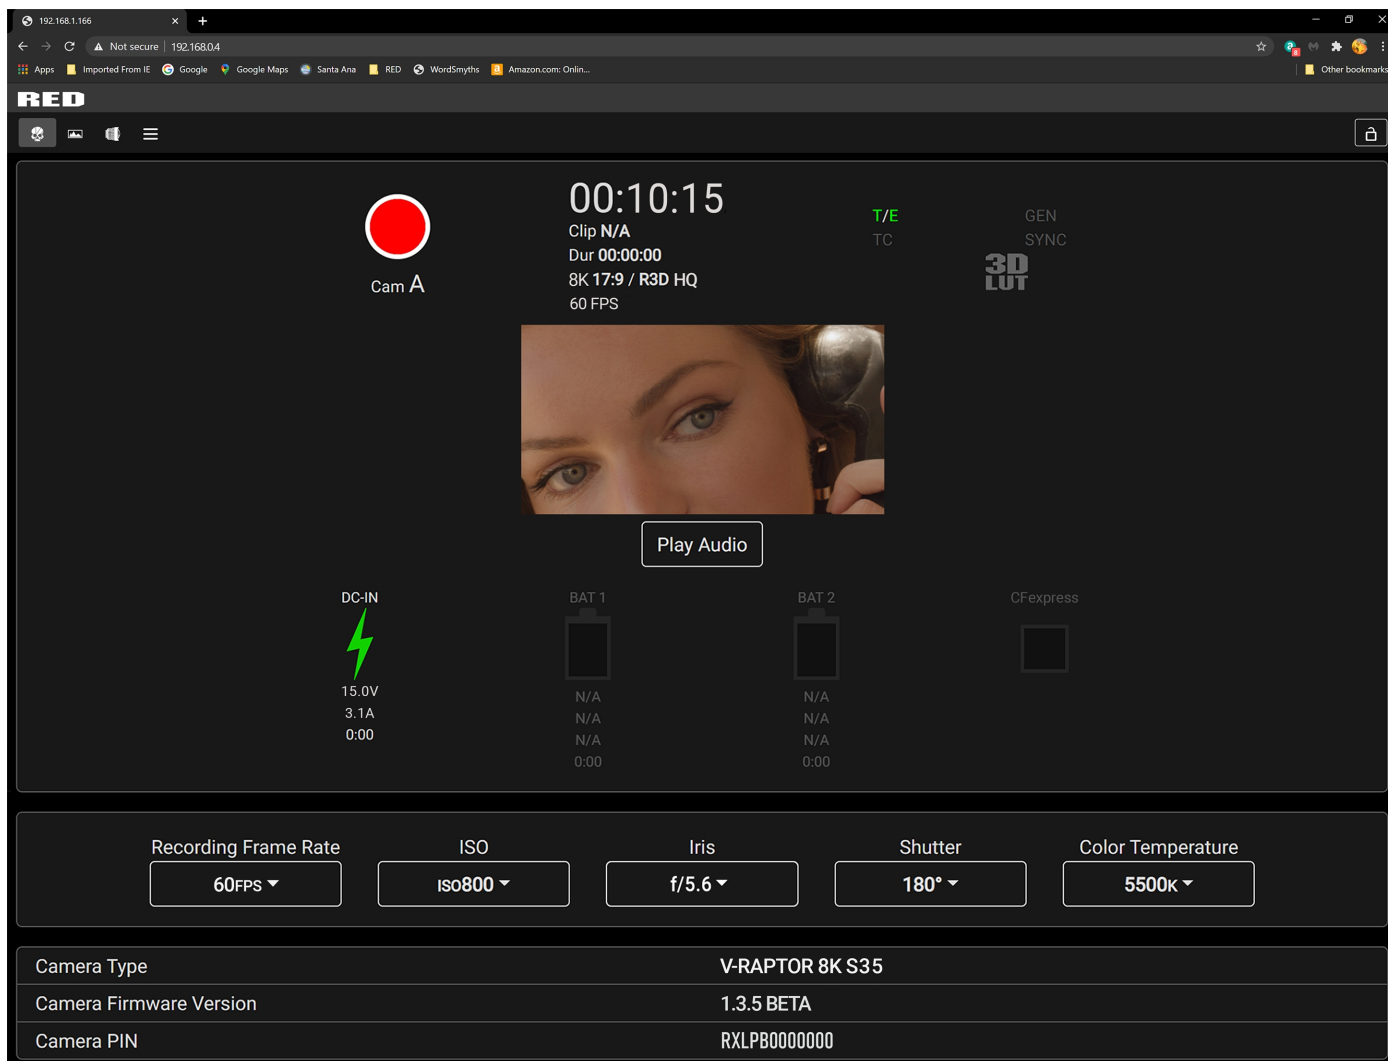 192.168.1.166
Not secure 192.168.0.4
Apps Imported From IE Google Google Maps Santa Ana RED WordSmyths Amazon.com: Onlin... Other bookmarks
RED
00:10:15
Clip N/A
Dur 00:00:00
8K 17:9 / R3D HQ
60 FPS
Cam A
T/E GEN
TC SYNC
3D
LUT
Play Audio
DC-IN BAT 1 BAT 2 CFexpress
15.0V N/A N/A
3.1A N/A N/A
0:00 N/A N/A
0:00 0:00
Recording Frame Rate ISO Iris Shutter Color Temperature
60FPS ISO800 f/5.6 180° 5500K
Camera Type V-RAPTOR 8K S35
Camera Firmware Version 1.3.5 BETA
Camera PIN RXLPB0000000